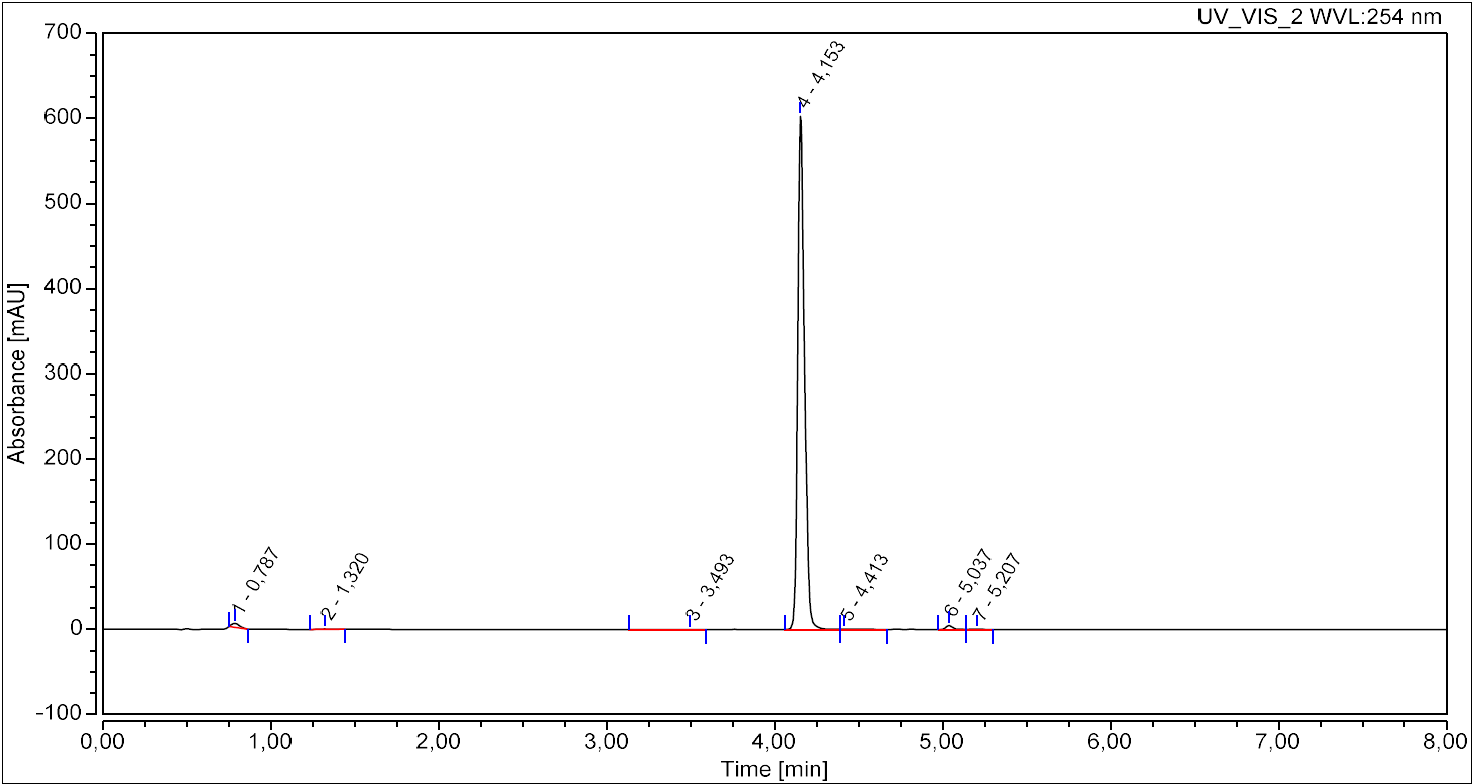 UV_VIS_2 WVL:254 nm
700
600
500
400
300
200
100
0
-100
Absorbance [mAU]
1 - 0,787
2 - 1,320
3 - 3,493
4 - 4,153
5 - 4,413
6 - 5,037
7 - 5,207
0,00 1,00 2,00 3,00 4,00 5,00 6,00 7,00 8,00
Time [min]